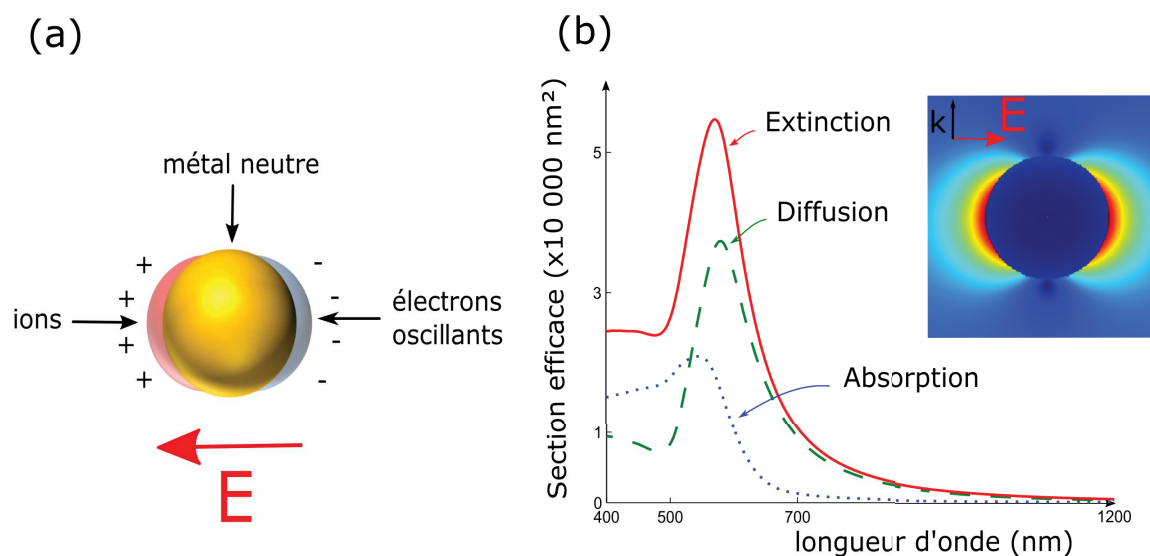 (a)
métal neutre
+
+
+
+
-
-
-
-
ions
électrons
oscillants
E
(b)
Section efficace (x10 000 nm²)
5
3
1
0
400
500
700
1200
longueur d'onde (nm)
Extinction
Diffusion
Absorption
k
E